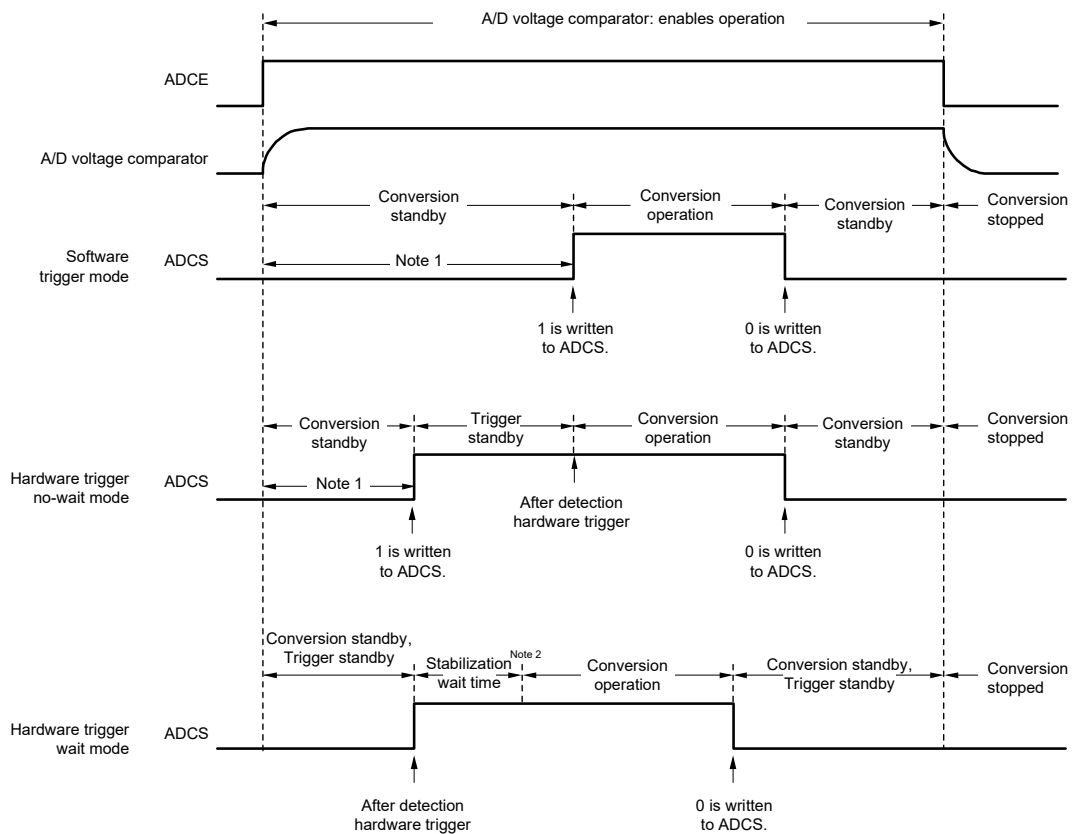 A/D voltage comparator: enables operation
ADCE
A/D voltage comparator
Conversion
standby
Conversion
operation
Conversion
standby
Conversion
stopped
Software
trigger mode
ADCS
Note 1
1 is written
to ADCS.
0 is written
to ADCS.
Conversion
standby
Trigger
standby
Conversion
operation
Conversion
standby
Conversion
stopped
Hardware trigger
no-wait mode
ADCS
Note 1
After detection
hardware trigger
1 is written
to ADCS.
0 is written
to ADCS.
Conversion standby,
Trigger standby
Stabilization
wait time
Note 2
Conversion
operation
Conversion standby,
Trigger standby
Conversion
stopped
Hardware trigger
wait mode
ADCS
After detection
hardware trigger
0 is written
to ADCS.